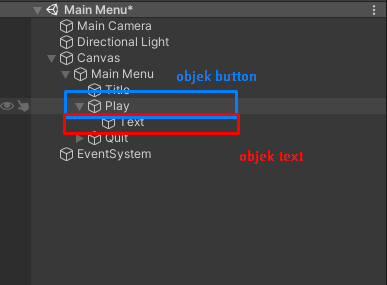 Main Menu*
Main Camera
Directional Light
Canvas
Main Menu
objek button
Title
Play
Text
Quit
EventSystem
objek text